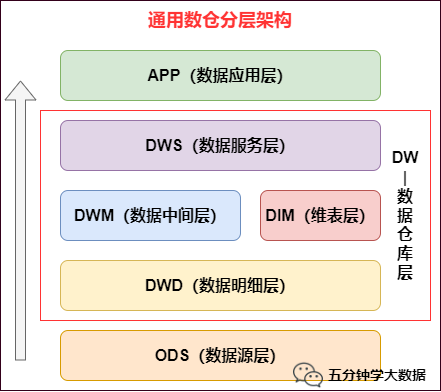 通用数仓分层架构
APP（数据应用层）
DWS（数据服务层）
DWM（数据中间层）
DIM（维表层）
DW—数据仓库层
DWD（数据明细层）
ODS（数据源层）
五分钟学大数据